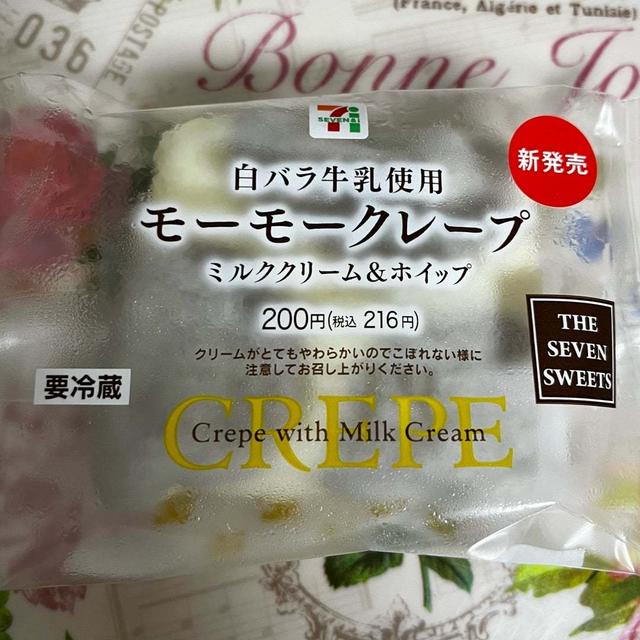 (France, Algérie et Tunisie)
036
POSTAGE
Bonne Jo
SEVEN&i
新発売
白バラ牛乳使用
モーモークレープ
ミルククリーム&ホイップ
200円(税込 216円)
THE
SEVEN
SWEETS
クリームがとてもやわらかいのでこぼれない様に
注意してお召し上がりください。
要冷蔵
CREPE
Crepe with Milk Cream